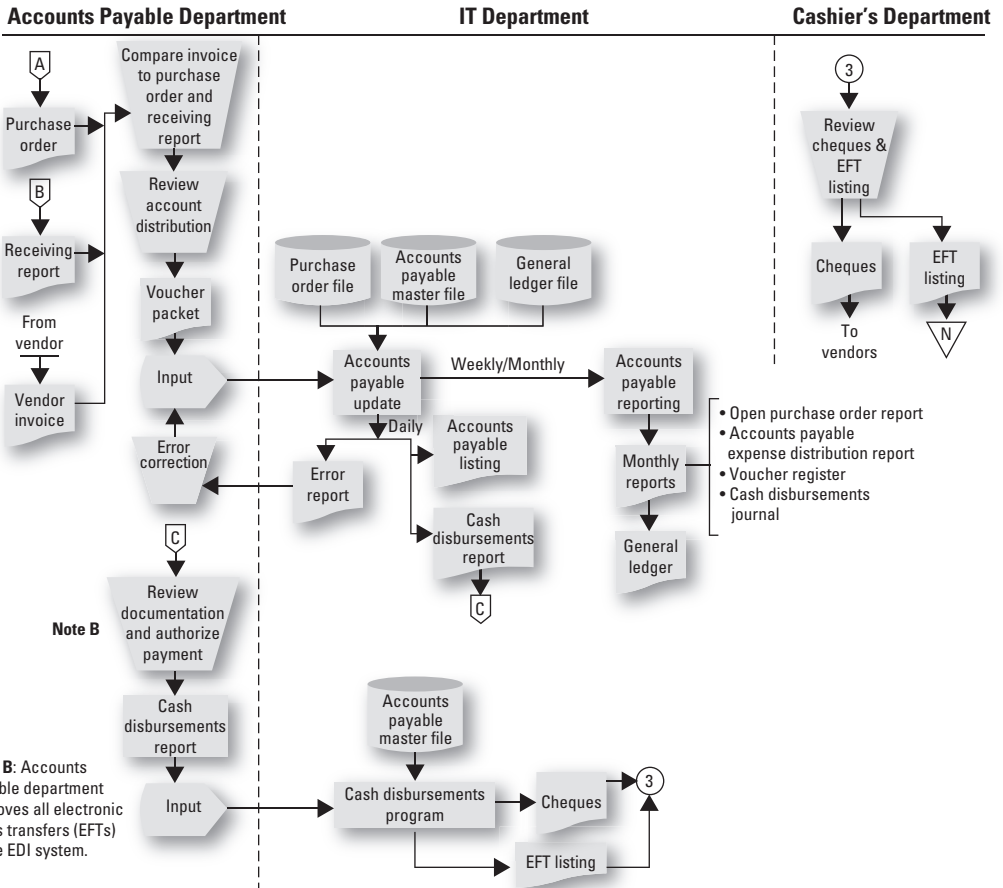 Accounts Payable Department
IT Department
Cashier's Department
A
Purchase
order
B
Receiving
report
From
vendor
Vendor
invoice
Compare invoice
to purchase
order and
receiving
report
Review
account
distribution
Voucher
packet
Input
Error
correction
C
Review
documentation
and authorize
payment
Note B
Cash
disbursements
report
Input
B: Accounts
ble department
oves all electronic
s transfers (EFTs)
e EDI system.
Purchase
order file
Accounts
payable
master file
General
ledger file
Accounts
payable
update
Weekly/Monthly
Daily
Error
report
Accounts
payable
listing
Cash
disbursements
report
C
Accounts
payable
reporting
Monthly
reports
General
ledger
• Open purchase order report
• Accounts payable
expense distribution report
• Voucher register
• Cash disbursements
journal
Accounts
payable
master file
Cash disbursements
program
Cheques
EFT listing
3
3
Review
cheques &
EFT
listing
Cheques
To
vendors
EFT
listing
N